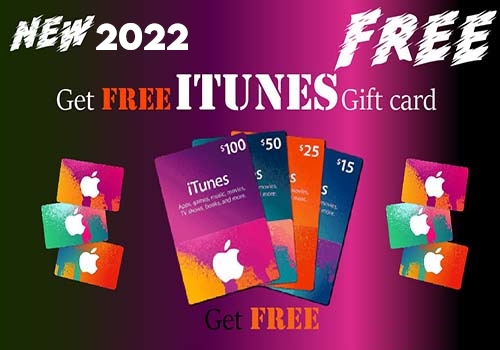 NEW 2022
FREE
Get FREE ITUNES Gift card
$100
$50
$25
$15
iTunes
Apps, games, music, movies,
TV shows, books, and more.
Get FREE